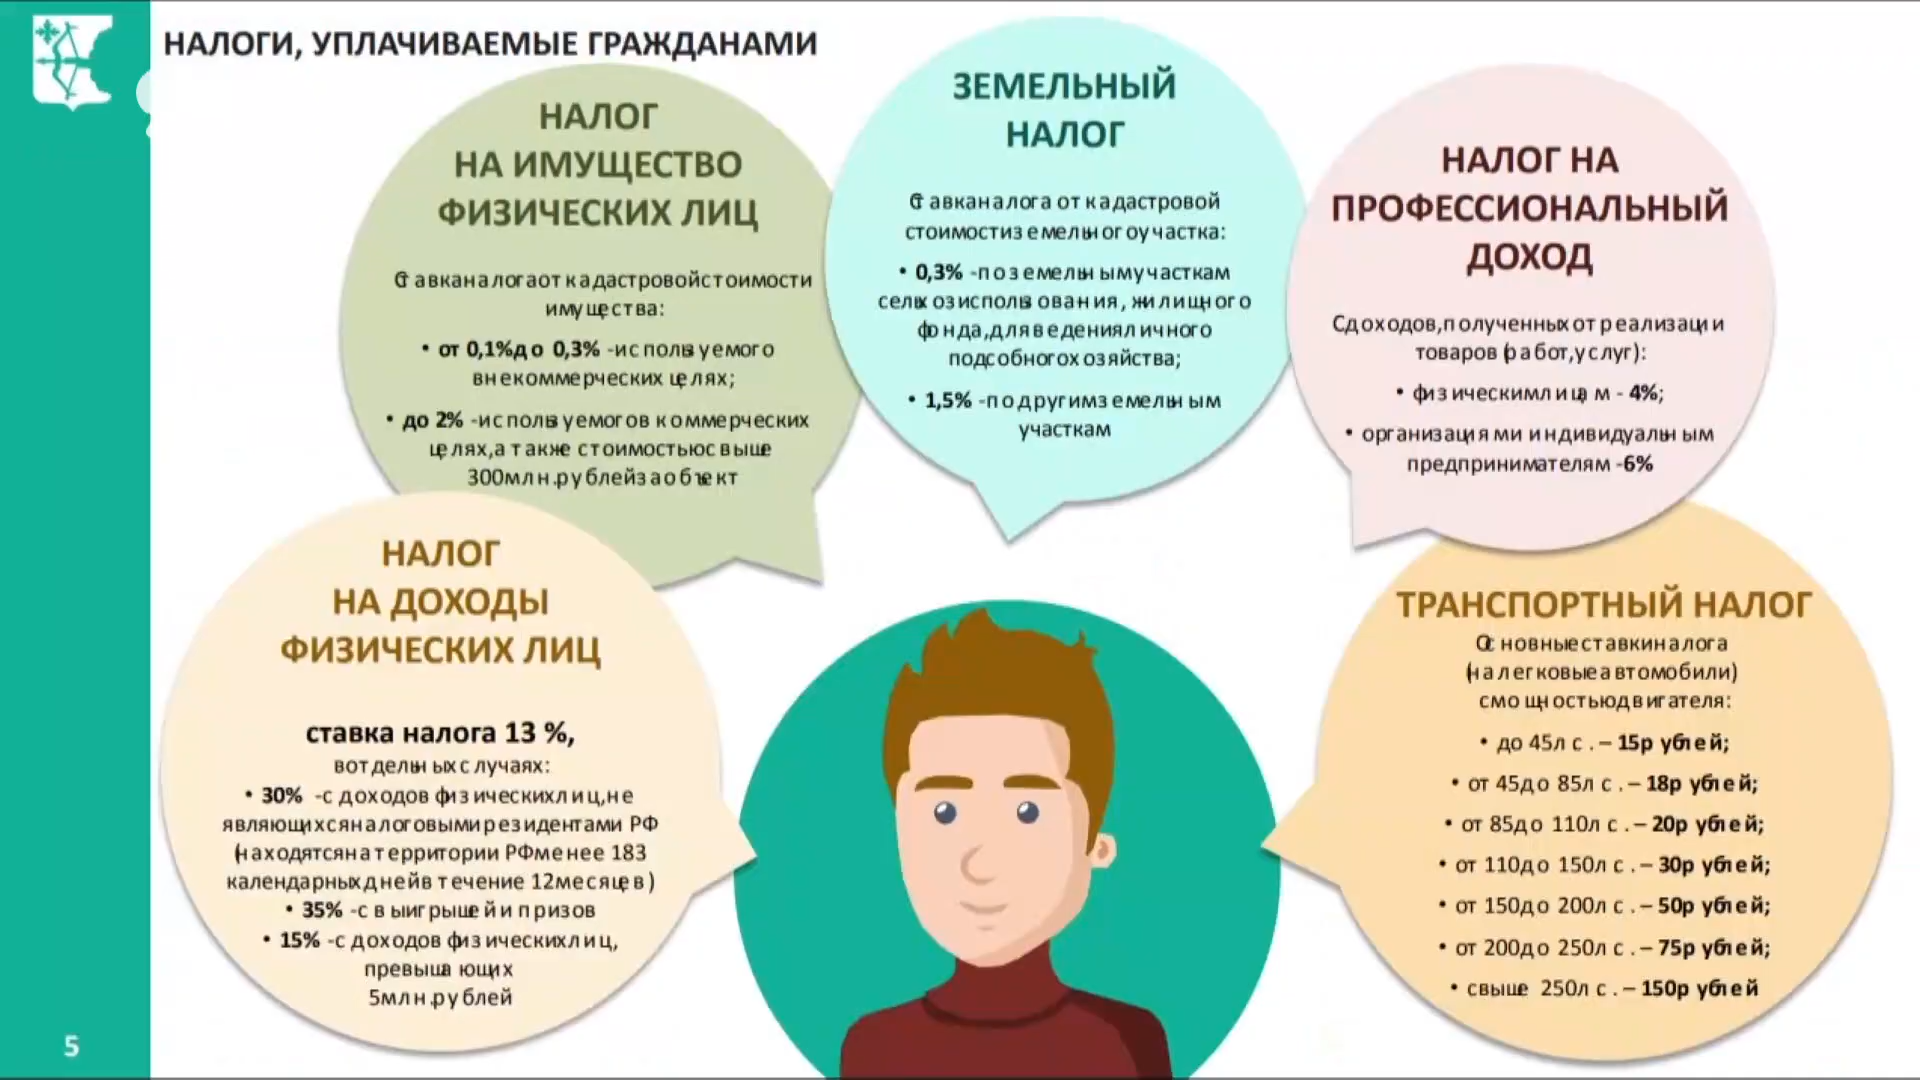 НАЛОГИ, УПЛАЧИВАЕМЫЕ ГРАЖДАНАМИ
НАЛОГ
НА ИМУЩЕСТВО
ФИЗИЧЕСКИХ ЛИЦ
Ставка налога от кадастровой стоимости
имущества:
• от 0,1% до 0,3% - используемого
в некоммерческих целях;
• до 2% - используемого в коммерческих
целях, а также стоимостью свыше
300 млн. рублей за объект
ЗЕМЕЛЬНЫЙ
НАЛОГ
Ставка налога от кадастровой
стоимости земельного участка:
• 0,3% - по земельным участкам
сельхозиспользования, жилищного
фонда, для ведения личного
подсобного хозяйства;
• 1,5% - по другим земельным
участкам
НАЛОГ НА
ПРОФЕССИОНАЛЬНЫЙ
ДОХОД
С доходов, полученных от реализации
товаров (работ, услуг):
• физическим лицам - 4%;
• организациям и индивидуальным
предпринимателям - 6%
НАЛОГ
НА ДОХОДЫ
ФИЗИЧЕСКИХ ЛИЦ
ставка налога 13 %,
в отдельных случаях:
• 30% - с доходов физических лиц, не
являющихся налоговыми резидентами РФ
(находятся на территории РФ менее 183
календарных дней в течение 12 месяцев)
• 35% - с выигрышей и призов
• 15% - с доходов физических лиц,
превышающих
5 млн. рублей
ТРАНСПОРТНЫЙ НАЛОГ
Основные ставки налога
(на легковые автомобили)
с мощностью двигателя:
• до 45 л с . – 15 рублей;
• от 45 до 85 л с . – 18 рублей;
• от 85 до 110 л с . – 20 рублей;
• от 110 до 150 л с . – 30 рублей;
• от 150 до 200 л с . – 50 рублей;
• от 200 до 250 л с . – 75 рублей;
• свыше 250 л с . – 150 рублей
5